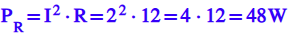 P_R = I² · R = 2² · 12 = 4 · 12 = 48W